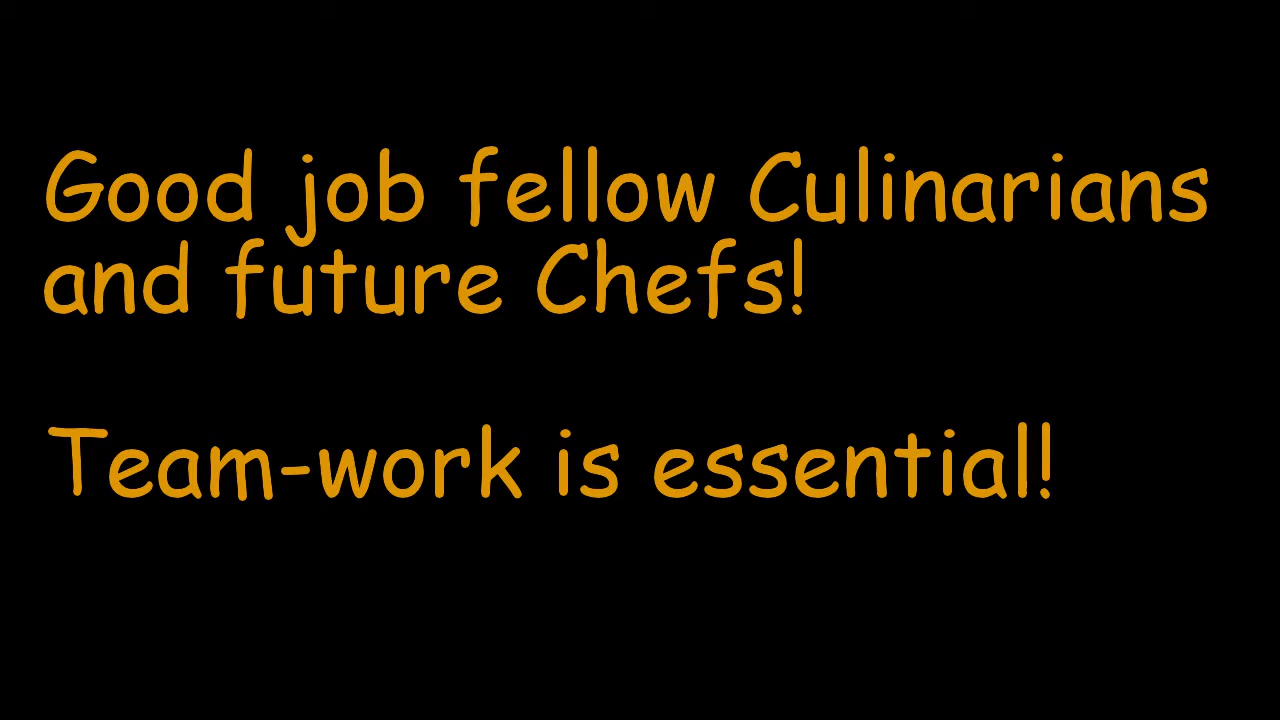 Good job fellow Culinarians
and future Chefs!
Team-work is essential!